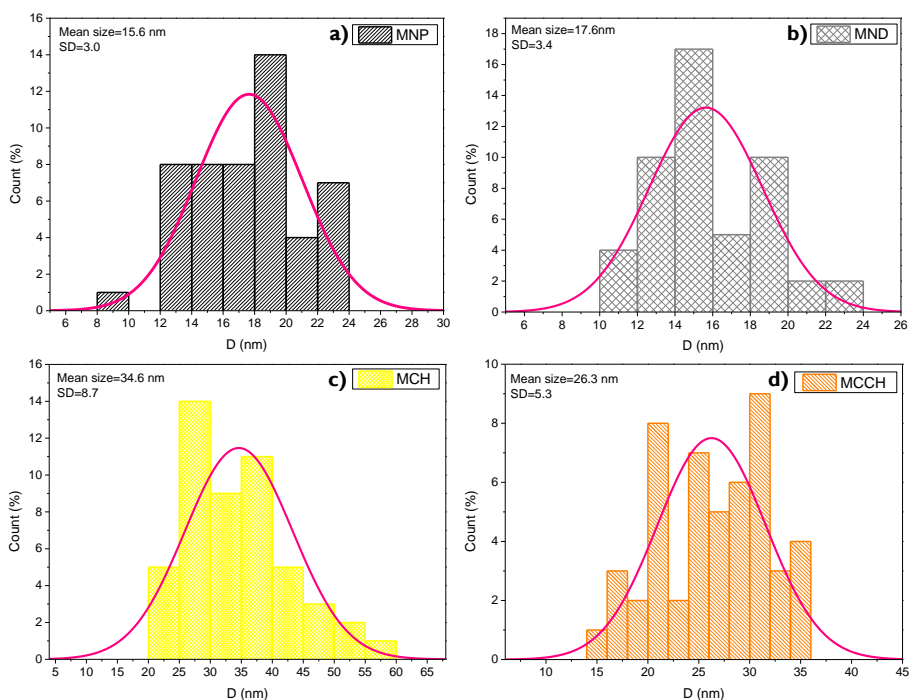 Mean size=15.6 nm
SD=3.0
a)
MNP
Count (%)
16
14
12
10
8
6
4
2
0
6 8 10 12 14 16 18 20 22 24 26 28 30
D (nm)
Mean size=17.6nm
SD=3.4
b)
MND
Count (%)
18
16
14
12
10
8
6
4
2
0
6 8 10 12 14 16 18 20 22 24 26
D (nm)
Mean size=34.6 nm
SD=8.7
c)
MCH
Count (%)
16
14
12
10
8
6
4
2
0
5 10 15 20 25 30 35 40 45 50 55 60 65
D (nm)
Mean size=26.3 nm
SD=5.3
d)
MCCH
Count (%)
10
8
6
4
2
0
10 15 20 25 30 35 40 45
D (nm)